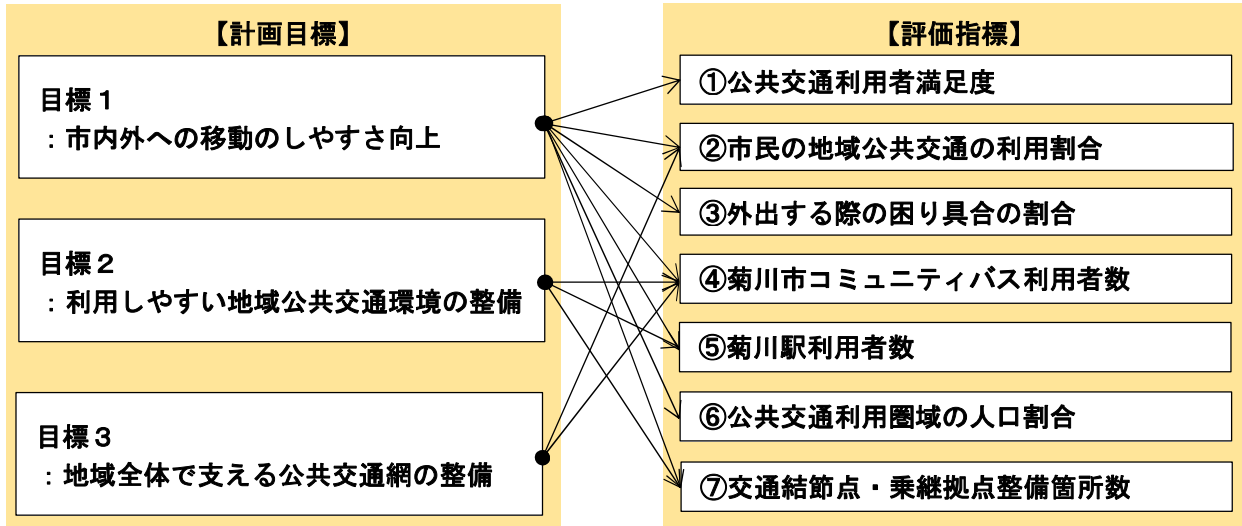 【計画目標】
目標１
：市内外への移動のしやすさ向上
目標２
：利用しやすい地域公共交通環境の整備
目標３
：地域全体で支える公共交通網の整備
【評価指標】
①公共交通利用者満足度
②市民の地域公共交通の利用割合
③外出する際の困り具合の割合
④菊川市コミュニティバス利用者数
⑤菊川駅利用者数
⑥公共交通利用圏域の人口割合
⑦交通結節点・乗継拠点整備箇所数